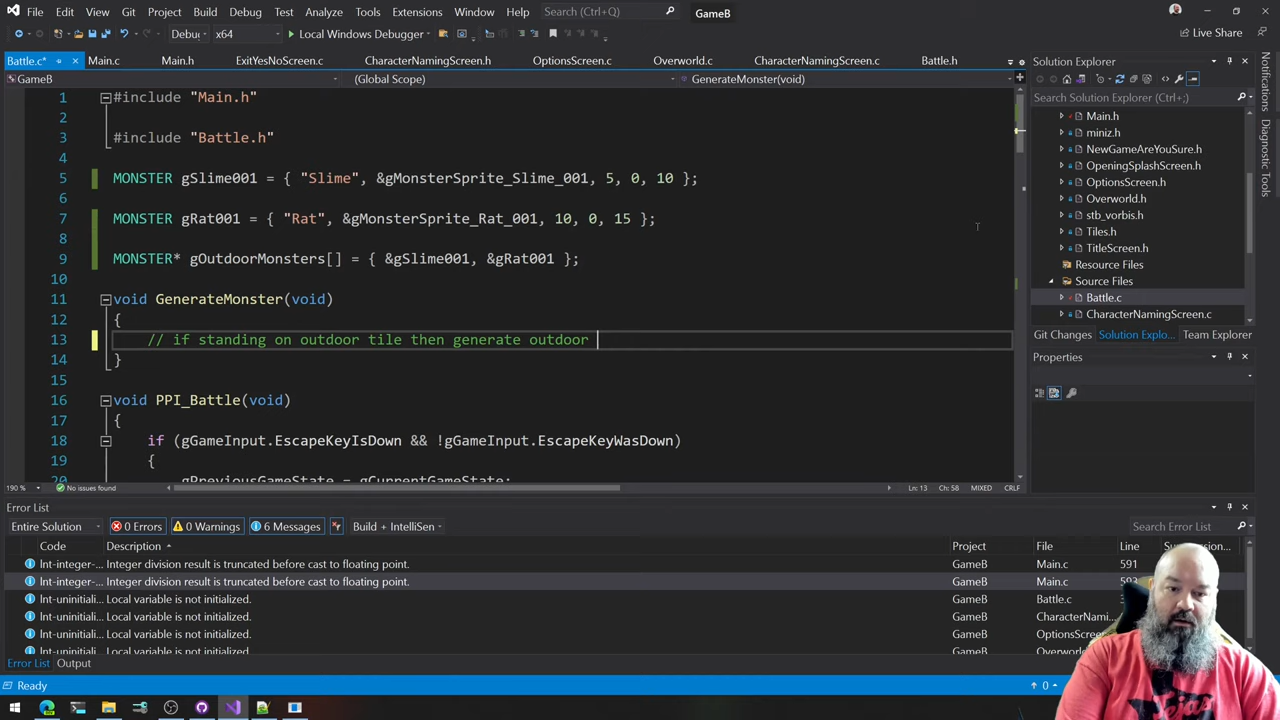 File Edit View Git Project Build Debug Test Analyze Tools Extensions Window Help Search (Ctrl+Q) GameB
Debu x64 Local Windows Debugger Live Share
Battle.c* Main.c Main.h ExitYesNoScreen.c CharacterNamingScreen.h OptionsScreen.c Overworld.c CharacterNamingScreen.c Battle.h
GameB (Global Scope) GenerateMonster(void)
1 #include "Main.h"
2
3 #include "Battle.h"
4
5 MONSTER gSlime001 = { "Slime", &gMonsterSprite_Slime_001, 5, 0, 10 };
6
7 MONSTER gRat001 = { "Rat", &gMonsterSprite_Rat_001, 10, 0, 15 };
8
9 MONSTER* gOutdoorMonsters[] = { &gSlime001, &gRat001 };
10
11 void GenerateMonster(void)
12 {
13 // if standing on outdoor tile then generate outdoor
14 }
15
16 void PPI_Battle(void)
17 {
18 if (gGameInput.EscapeKeyIsDown && !gGameInput.EscapeKeyWasDown)
19 {
20 gPreviousGameState = gCurrentGameState;
190 % No issues found Ln: 13 Ch: 58 MIXED CRLF
Solution Explorer
Search Solution Explorer (Ctrl+;)
Main.h
miniz.h
NewGameAreYouSure.h
OpeningSplashScreen.h
OptionsScreen.h
Overworld.h
stb_vorbis.h
Tiles.h
TitleScreen.h
Resource Files
Source Files
Battle.c
CharacterNamingScreen.c
Git Changes Solution Explo... Team Explorer
Properties
Notifications
Diagnostic Tools
Error List
Entire Solution 0 Errors 0 Warnings 6 Messages Build + IntelliSen Search Error List
Code Description Project File Line
Int-integer- Integer division result is truncated before cast to floating point. GameB Main.c 591
Int-integer- Integer division result is truncated before cast to floating point. GameB Main.c
Int-uninitiali... Local variable is not initialized. GameB Battle.c
Int-uninitiali... Local variable is not initialized. GameB CharacterNami
Int-uninitiali... Local variable is not initialized. GameB OptionsScree
Int-uninitiali... Local variable is not initialized. GameB
Error List Output
Ready 0